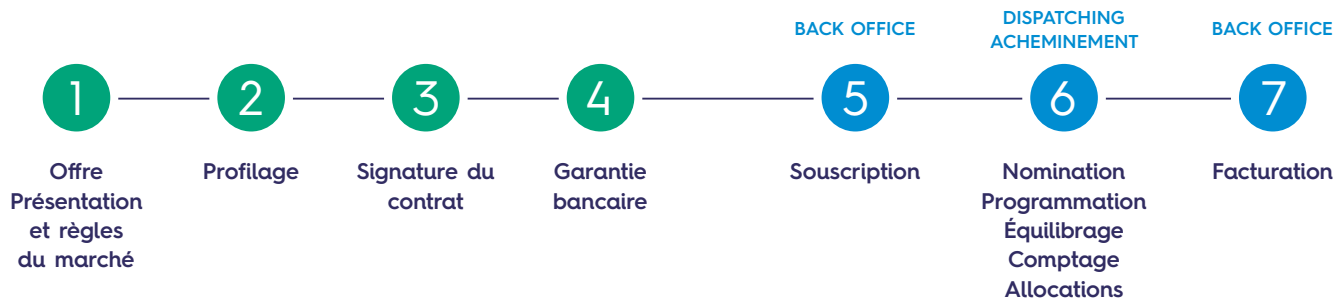 BACK OFFICE
DISPATCHING
ACHEMINEMENT
BACK OFFICE
1
2
3
4
5
6
7
Offre
Présentation
et règles
du marché
Profilage
Signature du
contrat
Garantie
bancaire
Souscription
Nomination
Programmation
Équilibrage
Comptage
Allocations
Facturation